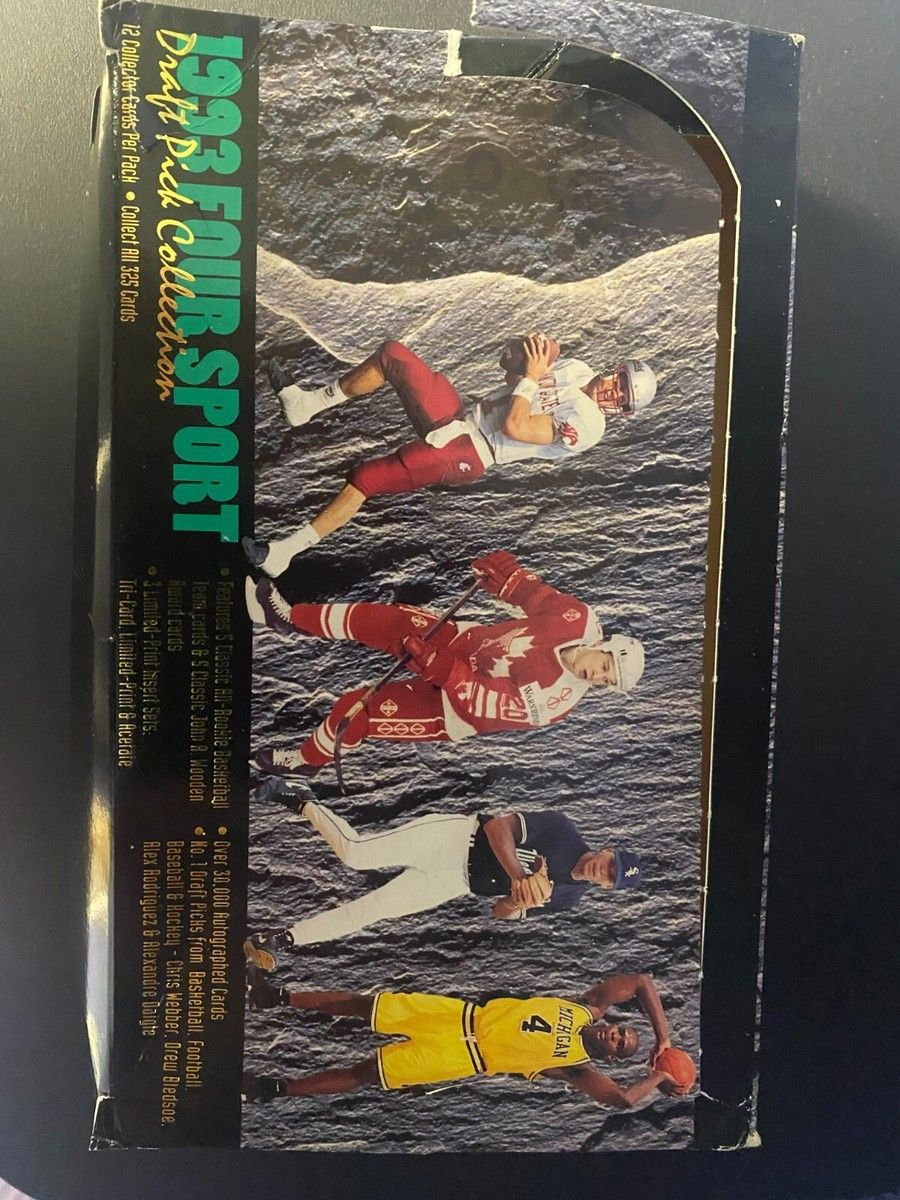 1993 FOUR SPORT
Draft Pick Collection
12 Collector Cards Per Pack • Collect All 325 Cards
• Features 5 Classic All-Rookie Basketball
Team cards & 5 Classic John R Wooden
Award Cards
• 3 Limited-Print Insert Sets:
Tri-Card, Limited-Print & Acetate
• Over 30,000 Autographed Cards
• No. 1 Draft Picks from Basketball, Football,
Baseball & Hockey - Chris Webber, Drew Bledsoe,
Alex Rodriguez & Alexandre Daigle
20
MICHIGAN
4